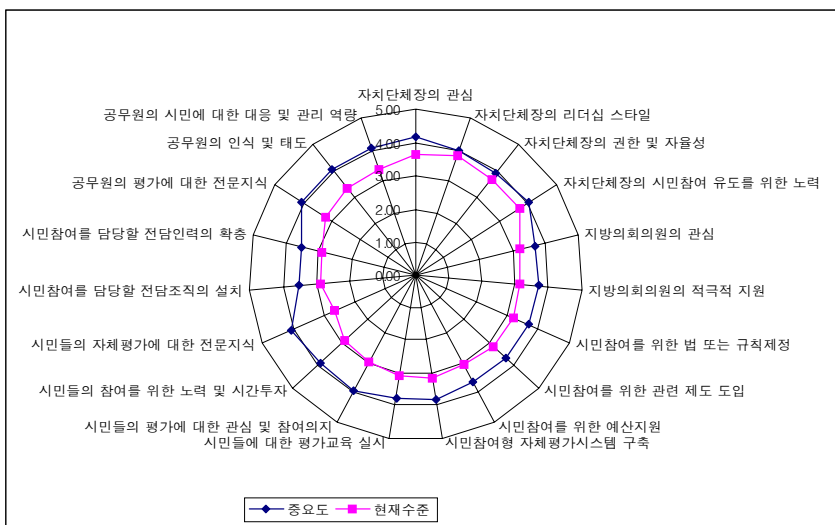 자치단체장의 관심
공무원의 시민에 대한 대응 및 관리 역량
5.00
자치단체장의 리더십 스타일
공무원의 인식 및 태도
4.00
자치단체장의 권한 및 자율성
공무원의 평가에 대한 전문지식
3.00
자치단체장의 시민참여 유도를 위한 노력
2.00
시민참여를 담당할 전담인력의 확충
지방의회의원의 관심
1.00
0.00
시민참여를 담당할 전담조직의 설치
지방의회의원의 적극적 지원
시민들의 자체평가에 대한 전문지식
시민참여를 위한 법 또는 규칙제정
시민들의 참여를 위한 노력 및 시간투자
시민참여를 위한 관련 제도 도입
시민들의 평가에 대한 관심 및 참여의지
시민참여를 위한 예산지원
시민들에 대한 평가교육 실시
시민참여형 자체평가시스템 구축
중요도
현재수준